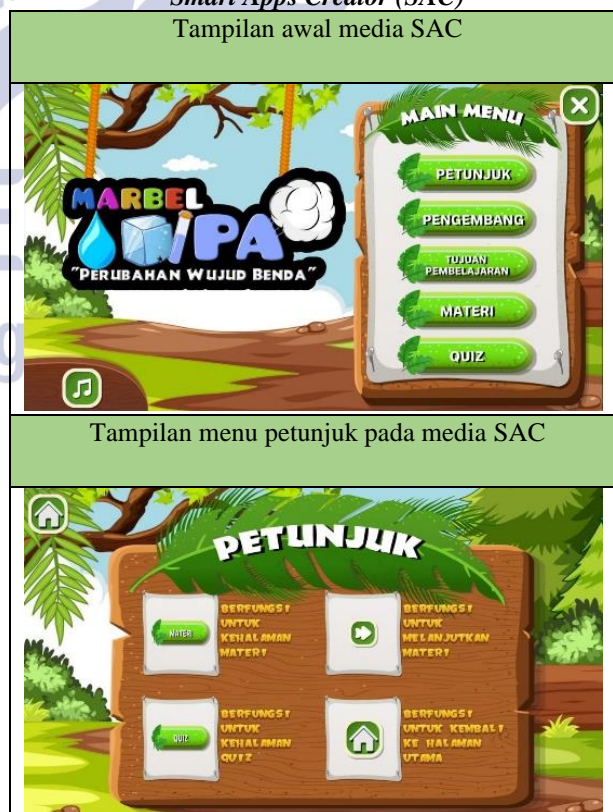 Smart Apps Creator (SAC)
Tampilan awal media SAC
MAIN MENU
PETUNJUK
PENGEMBANG
TUJUAN
PEMBELAJARAN
MATERI
QUIZ
MARBEL
IPA
"PERUBAHAN WUJUD BENDA"
Tampilan menu petunjuk pada media SAC
PETUNJUK
MATERI
BERFUNGSI
UNTUK
KEHALAMAN
MATERI
BERFUNGSI
UNTUK
MELANJUTKAN
MATERI
QUIZ
BERFUNGSI
UNTUK
KEHALAMAN
QUIZ
BERFUNGSI
UNTUK KEMBALI
KE HALAMAN
UTAMA